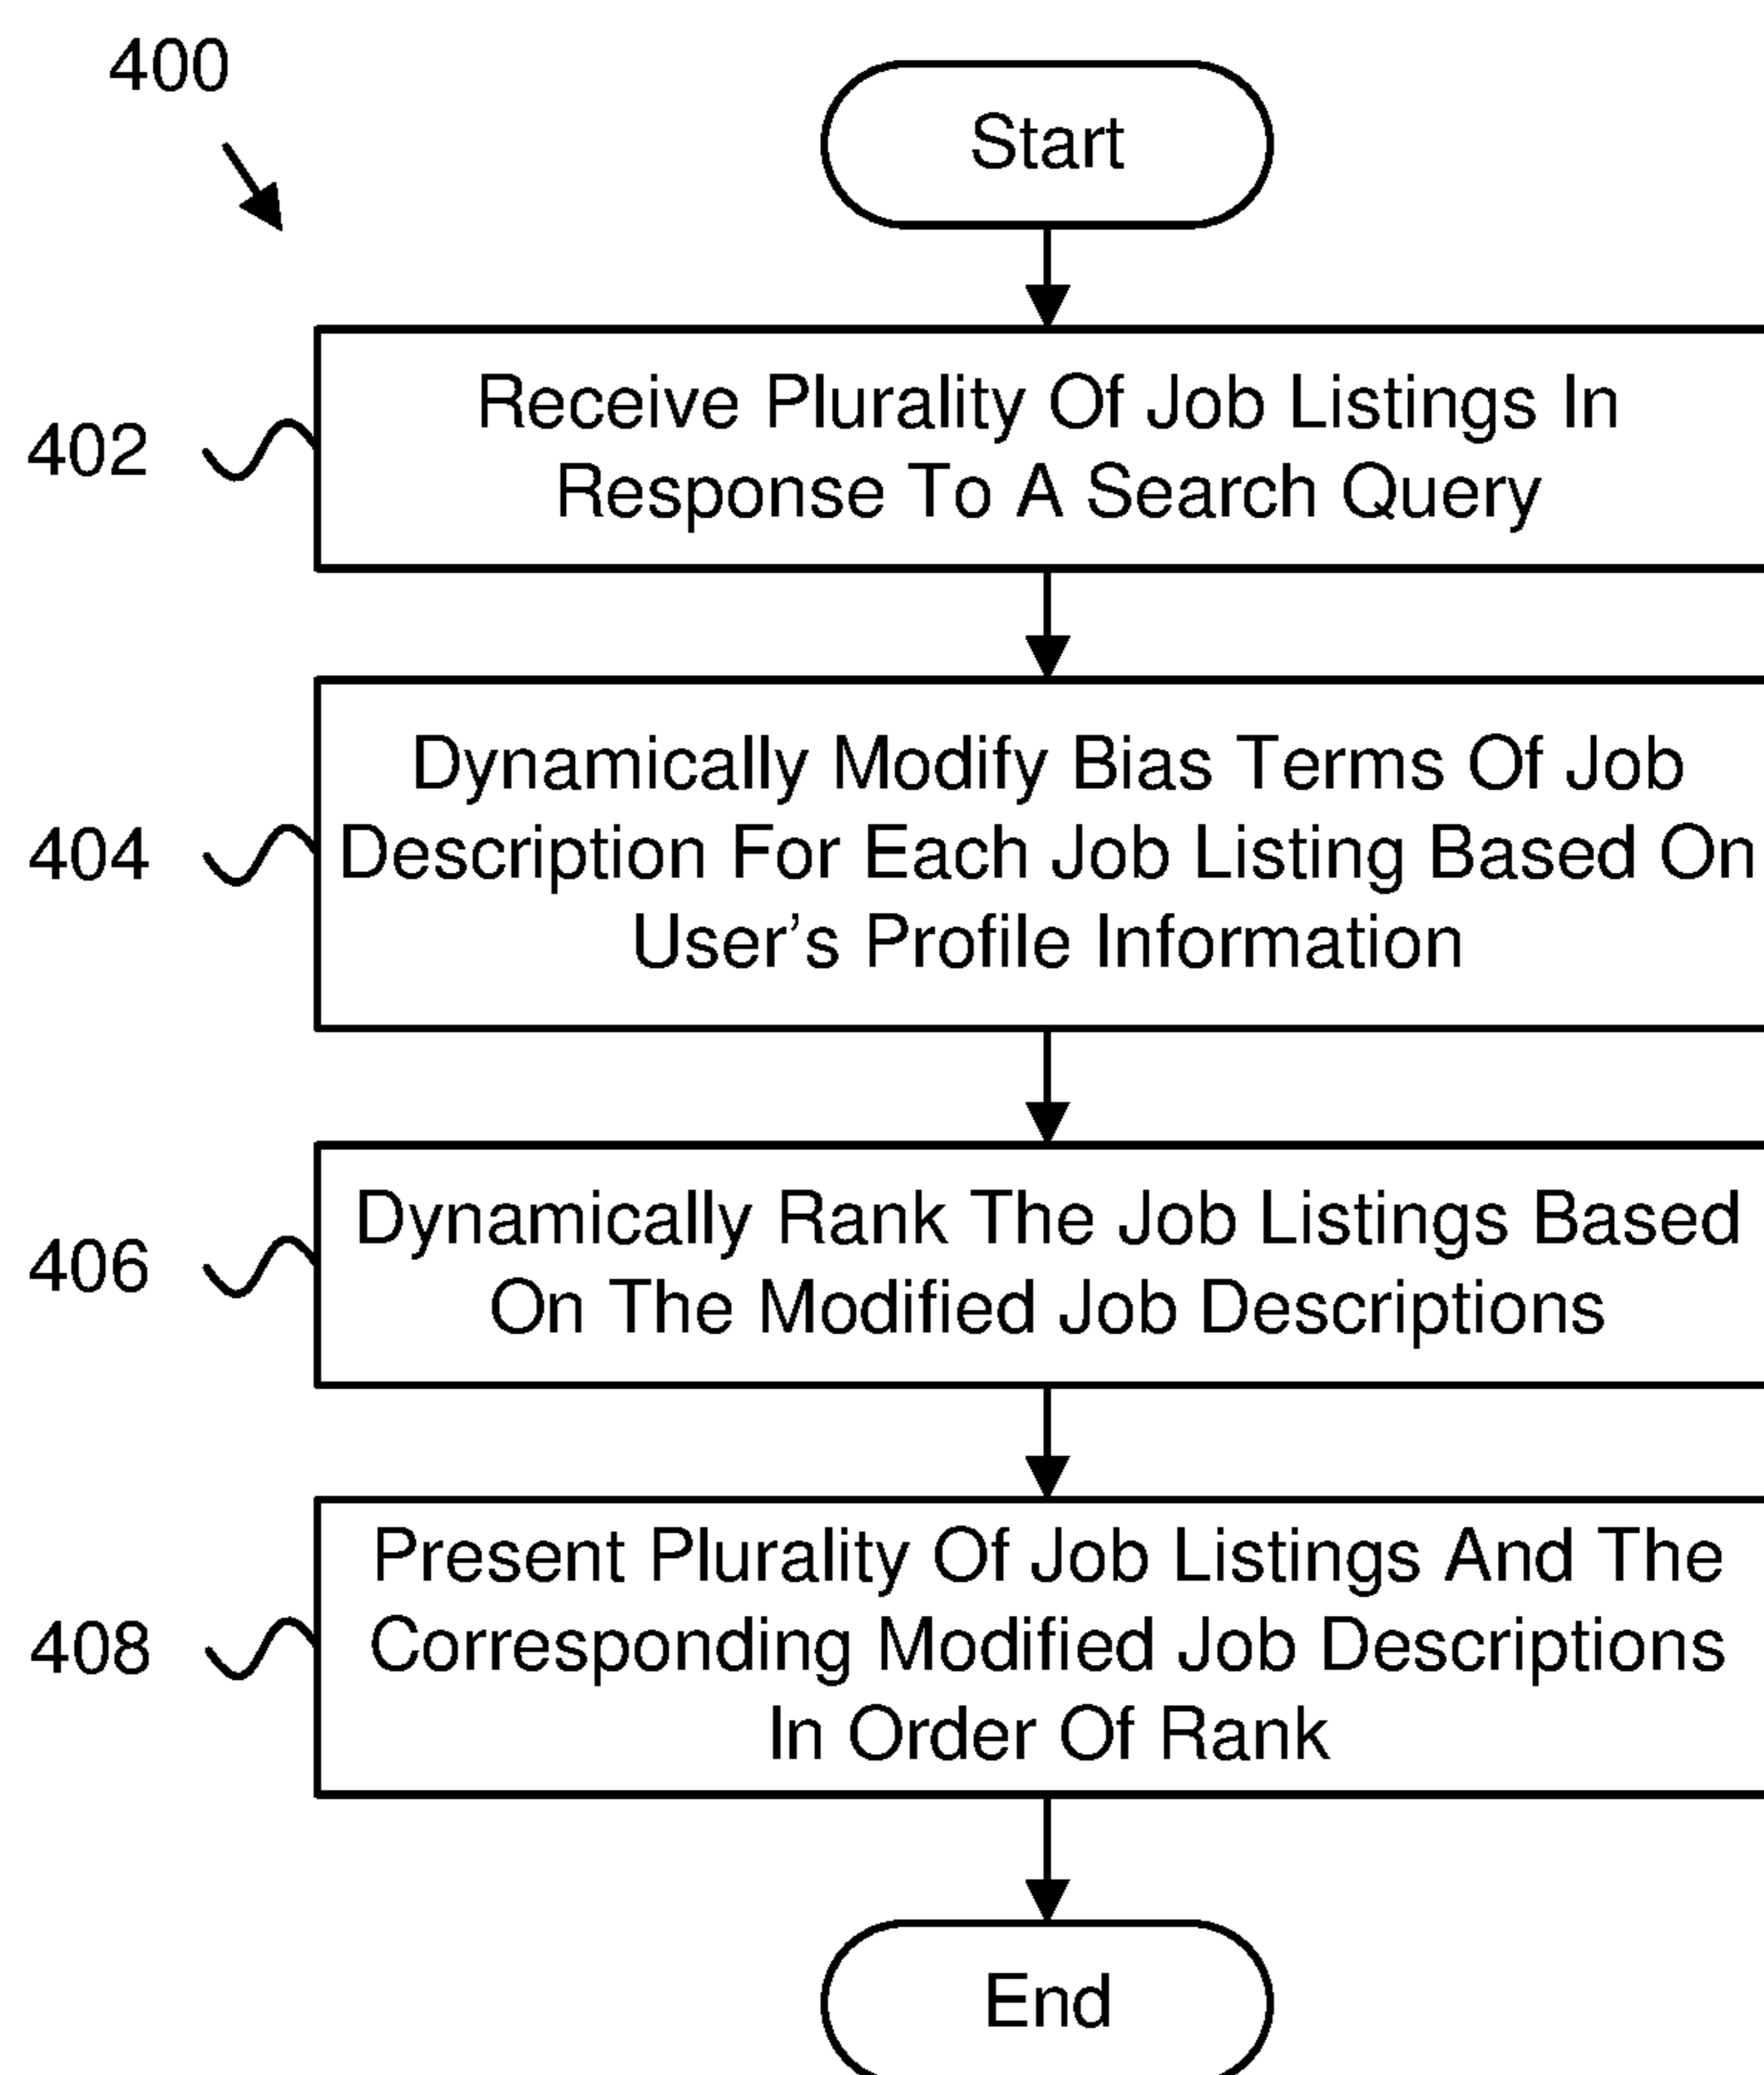 400
Start
Receive Plurality Of Job Listings In
Response To A Search Query
402
Dynamically Modify Bias Terms Of Job
Description For Each Job Listing Based On
User's Profile Information
404
Dynamically Rank The Job Listings Based
On The Modified Job Descriptions
406
Present Plurality Of Job Listings And The
Corresponding Modified Job Descriptions
In Order Of Rank
408
End